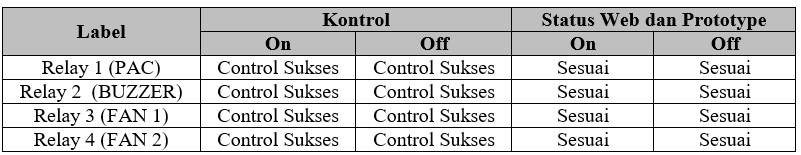 Label Kontrol Status Web dan Prototype
On Off On Off
Relay 1 (PAC) Control Sukses Control Sukses Sesuai Sesuai
Relay 2  (BUZZER) Control Sukses Control Sukses Sesuai Sesuai
Relay 3 (FAN 1) Control Sukses Control Sukses Sesuai Sesuai
Relay 4 (FAN 2) Control Sukses Control Sukses Sesuai Sesuai